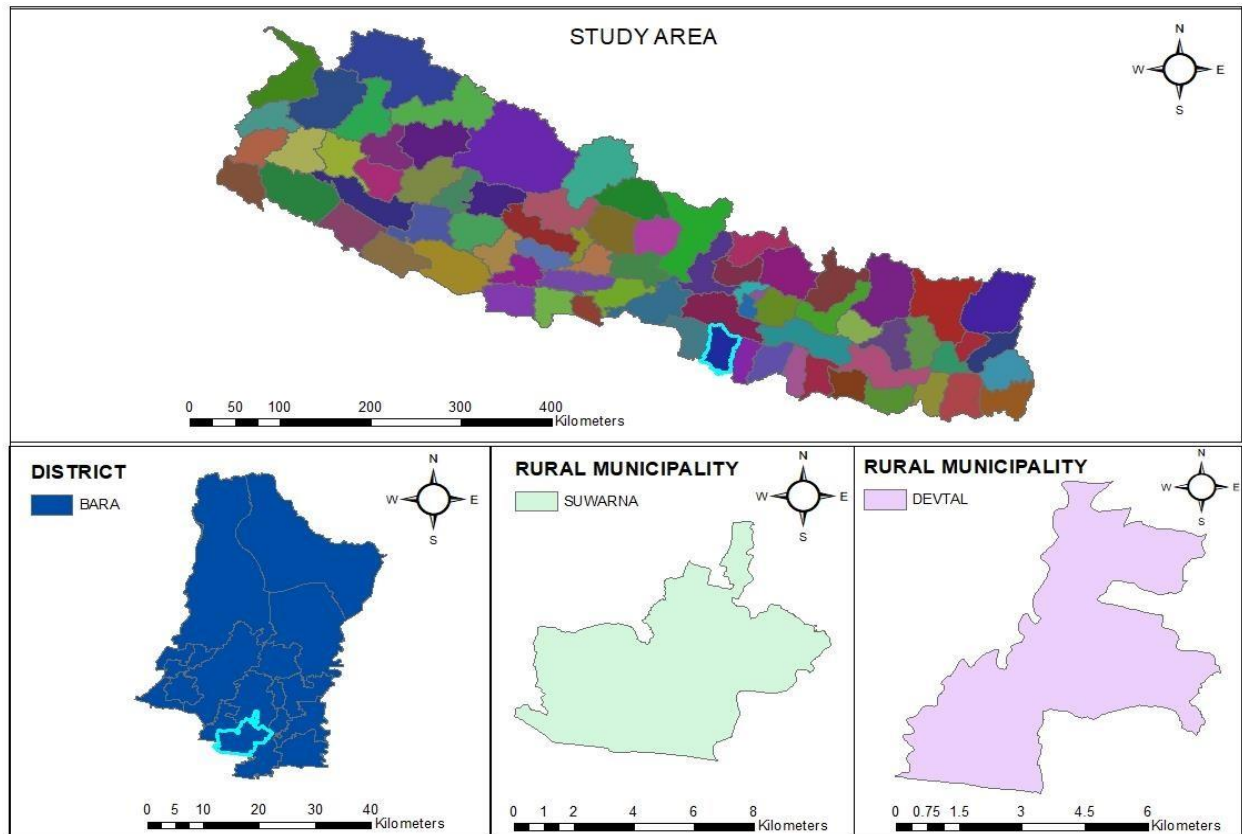 STUDY AREA
N
W E
S
0 50 100 200 300 400
Kilometers
DISTRICT
BARA
N
W E
S
0 5 10 20 30 40
Kilometers
RURAL MUNICIPALITY
SUWARNA
N
W E
S
0 1 2 4 6 8
Kilometers
RURAL MUNICIPALITY
DEVTAL
N
W E
S
0 0.75 1.5 3 4.5 6
Kilometers